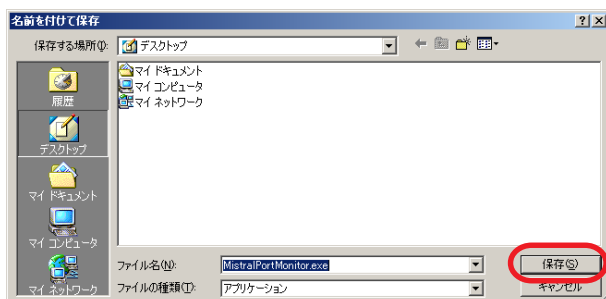 名前を付けて保存
保存する場所(I): デスクトップ
履歴
デスクトップ
マイ ドキュメント
マイ コンピュータ
マイ ネットワーク
マイ ドキュメント
マイ コンピュータ
マイ ネットワーク
ファイル名(N): MistralPortMonitor.exe 保存(S)
ファイルの種類(T): アプリケーション キャンセル